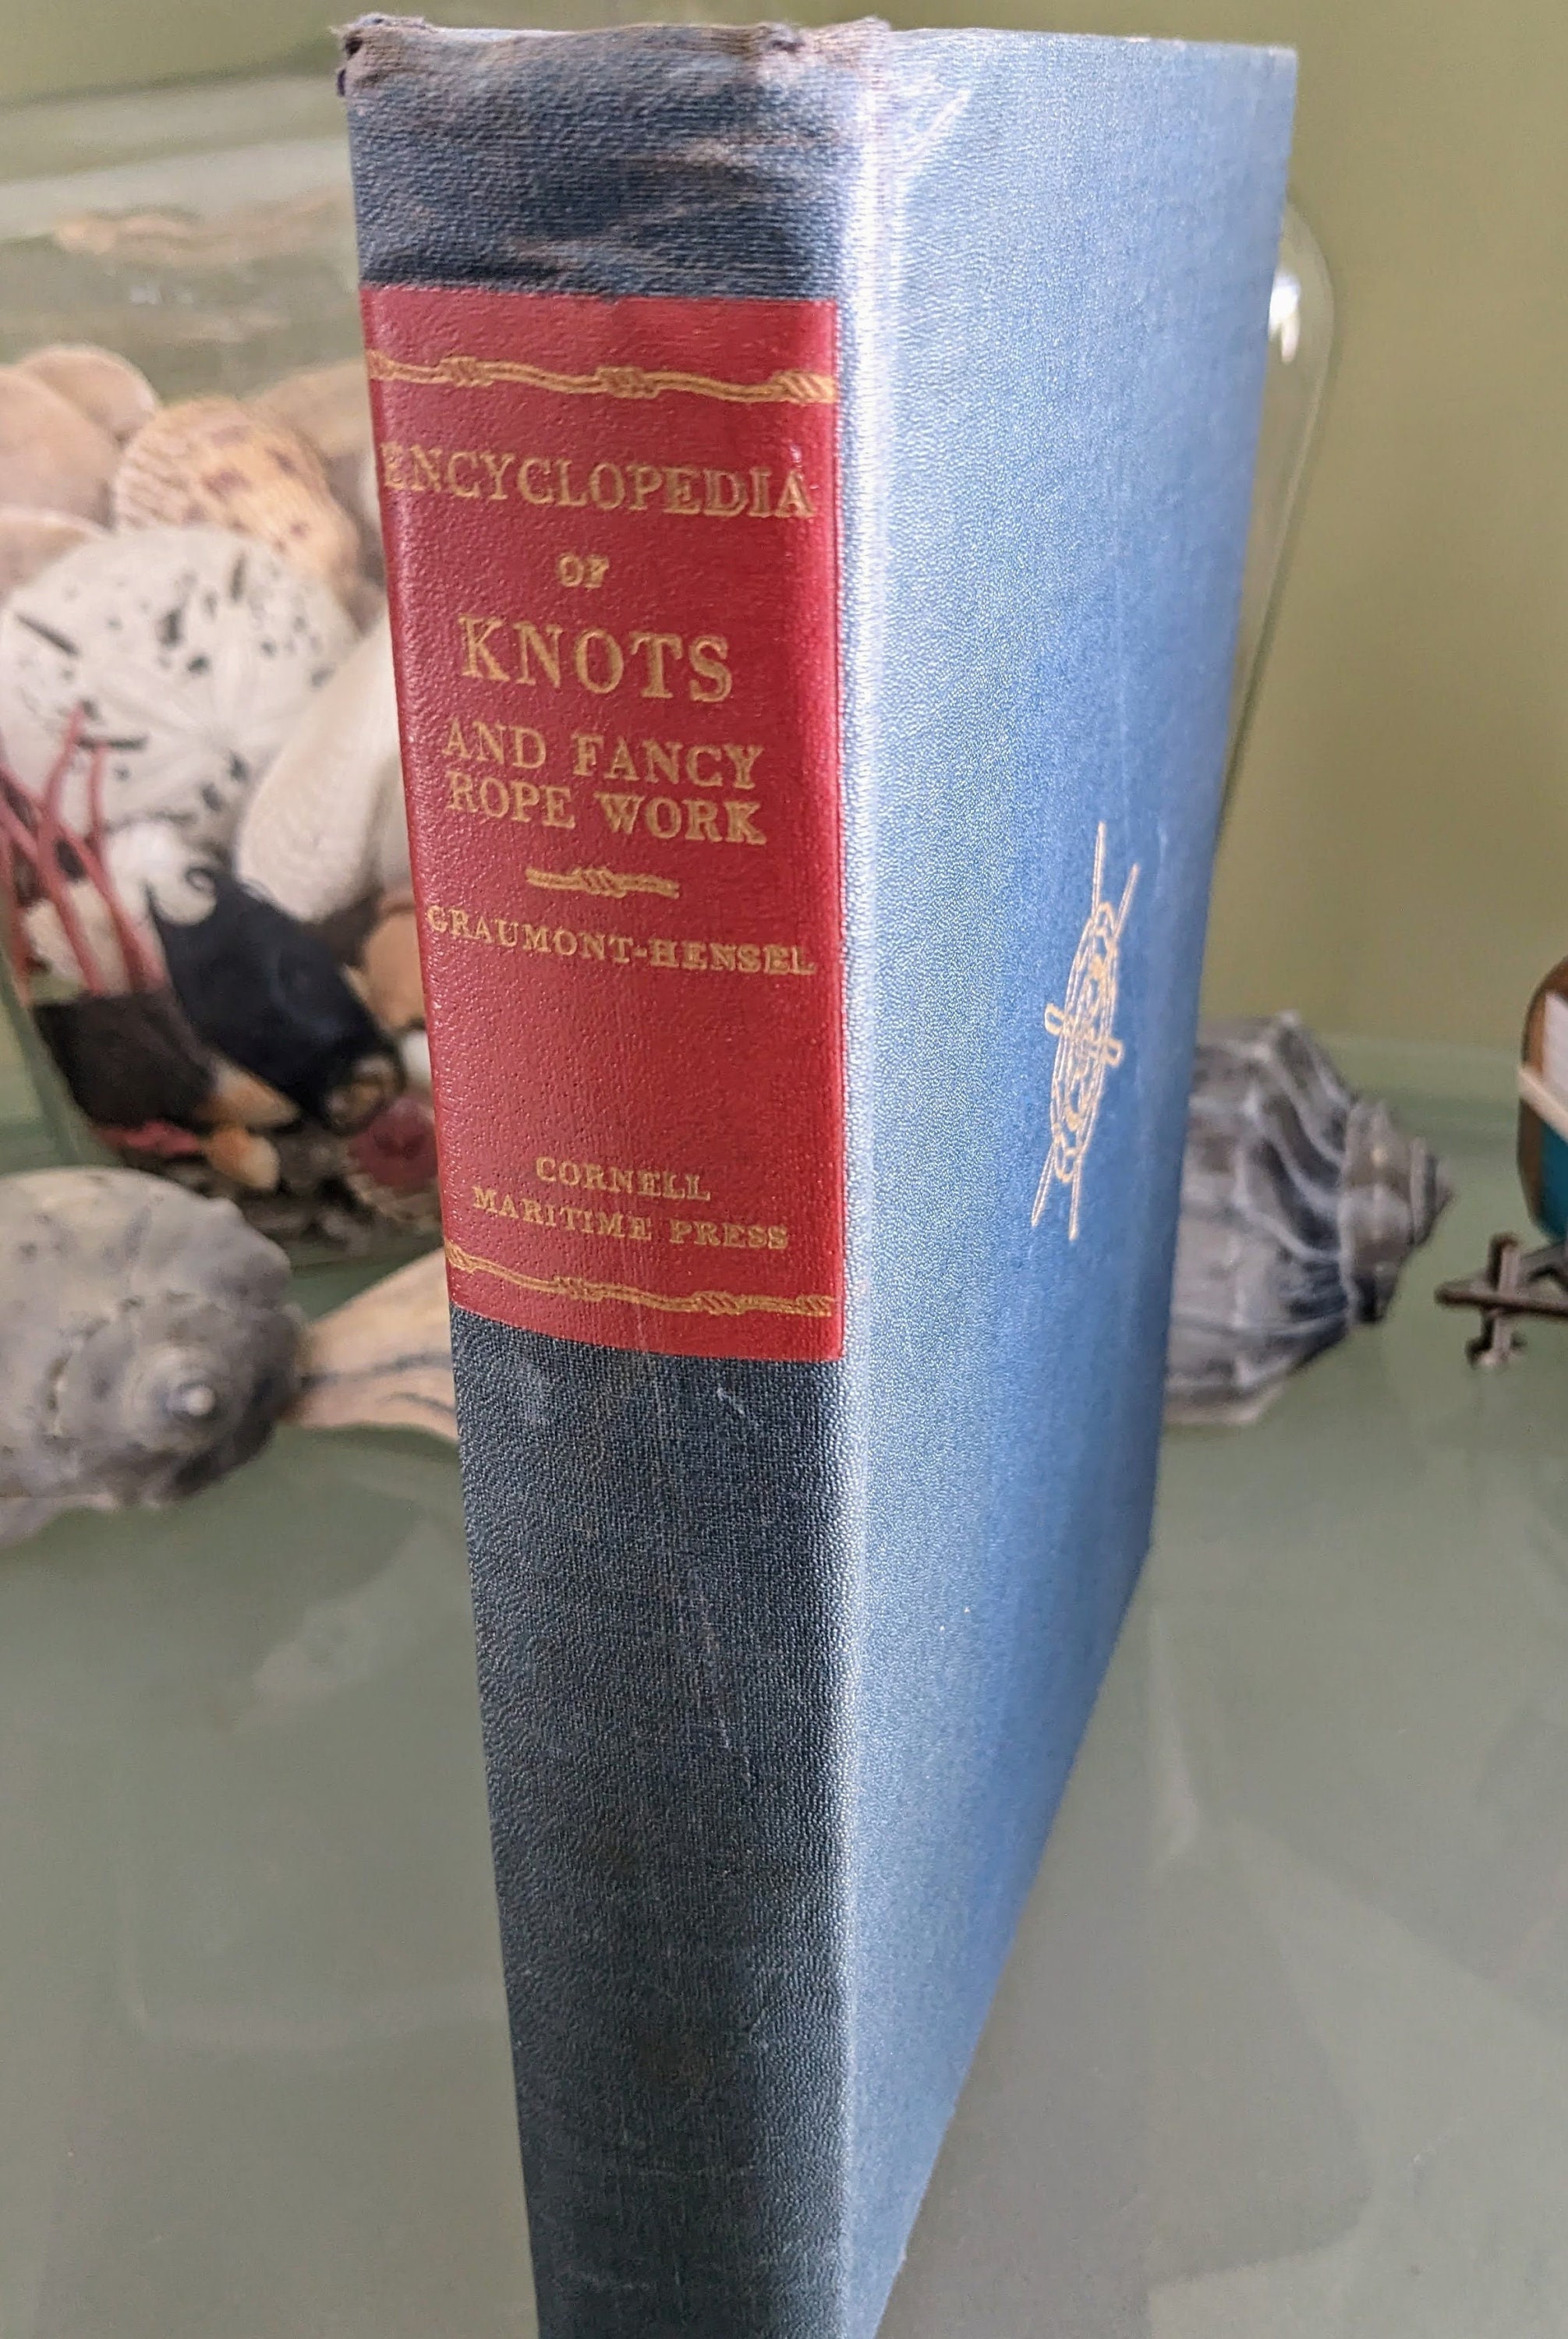 ENCYCLOPEDIA
OF
KNOTS
AND FANCY
ROPE WORK
GRAUMONT-HENSEL
CORNELL
MARITIME PRESS